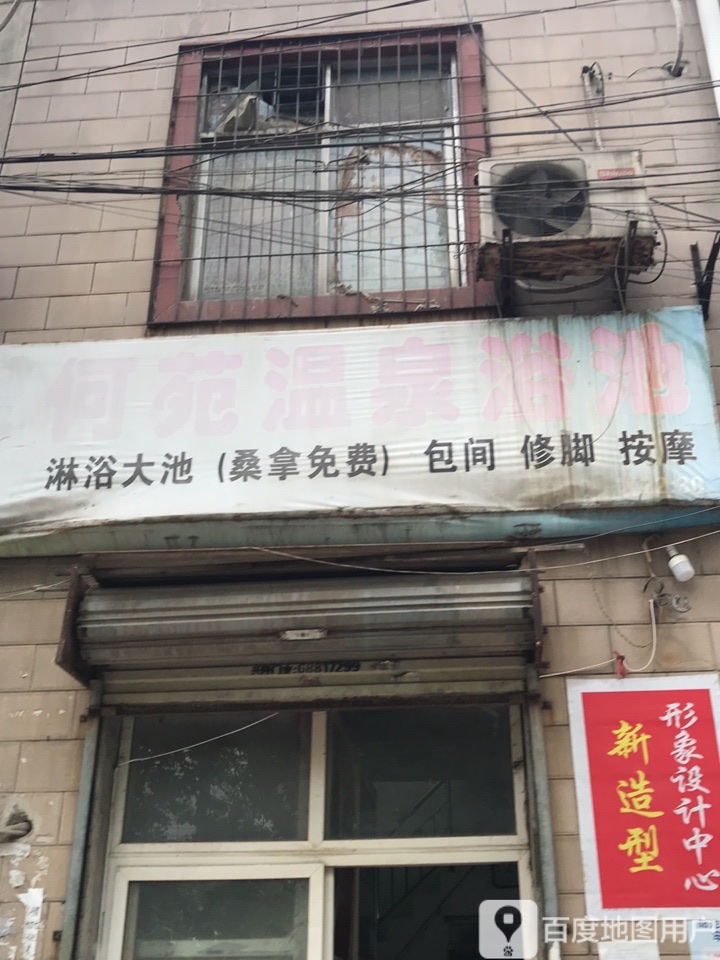 何苑温泉浴池
淋浴大池（桑拿免费） 包间 修脚 按摩
68817299
形象设计中心
新造型
百度地图用户